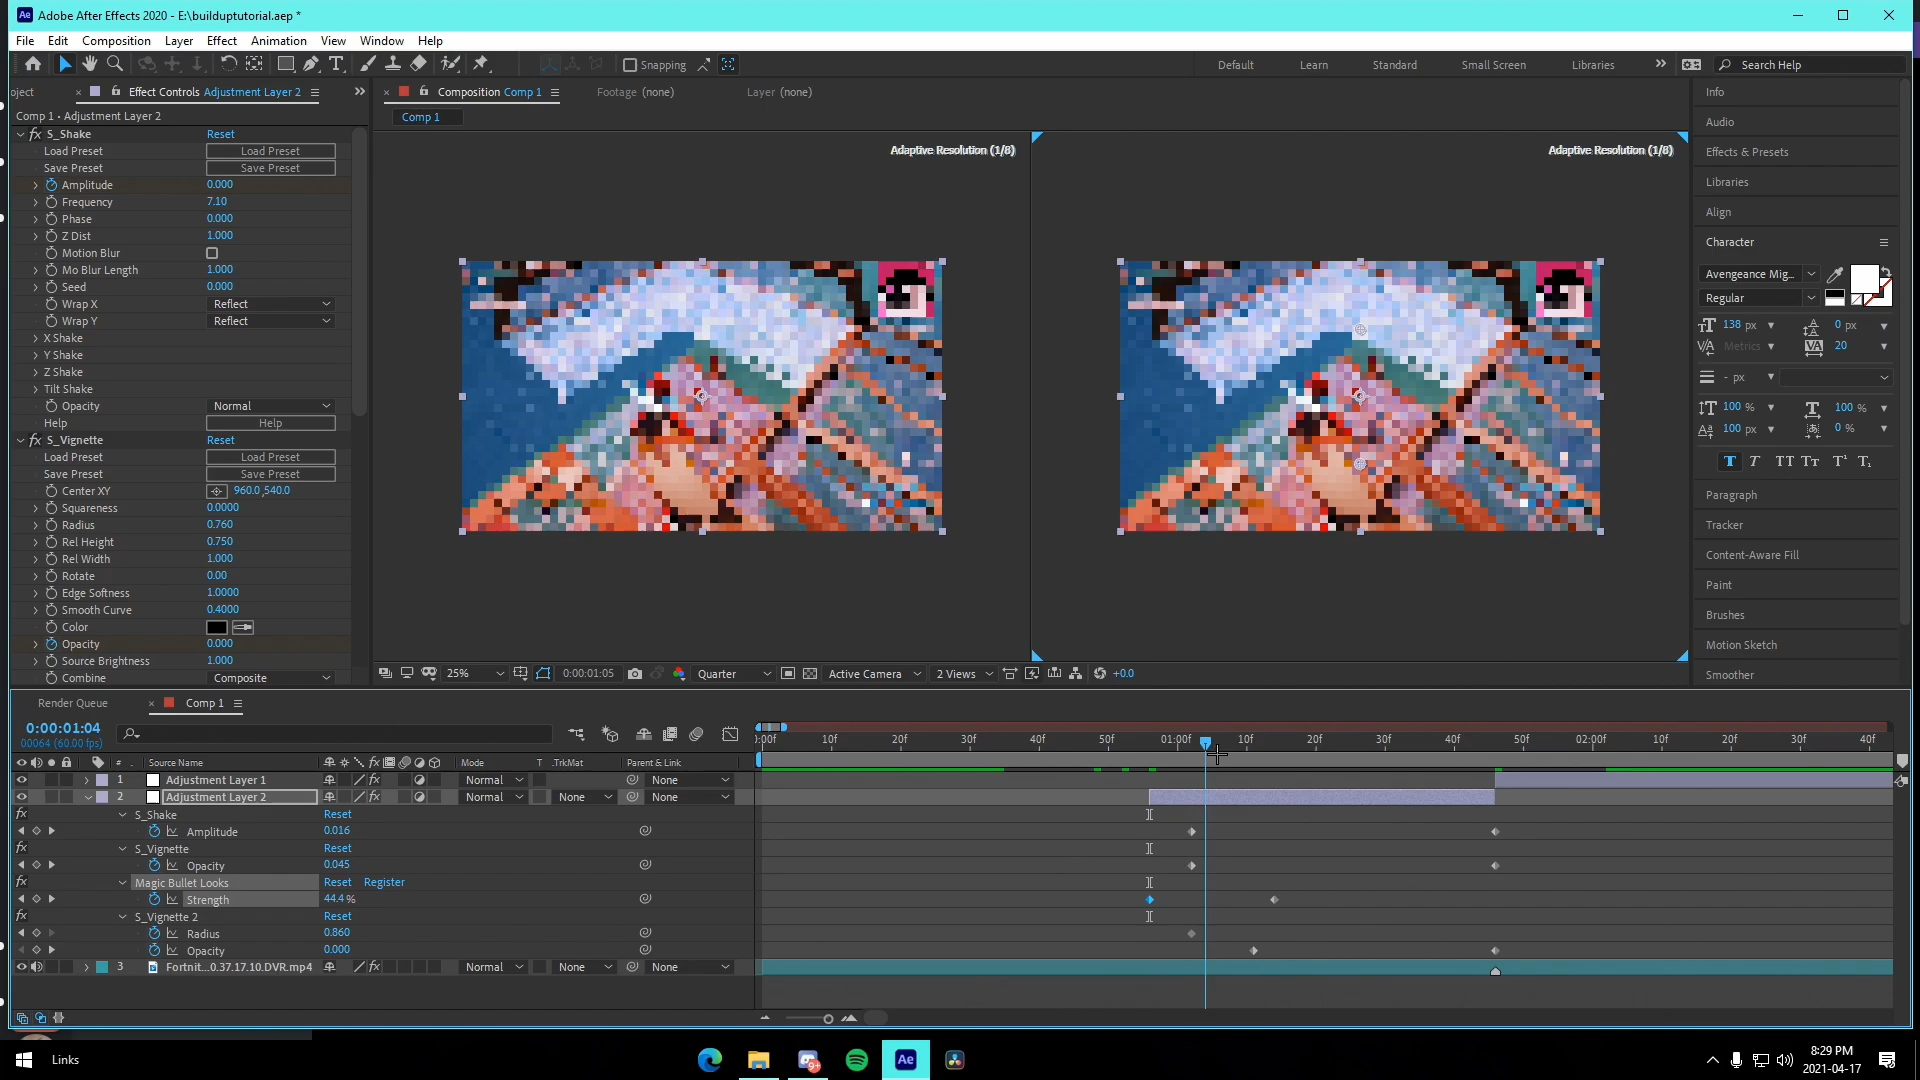 Adobe After Effects 2020 - E:\builduptutorial.aep *
File Edit Composition Layer Effect Animation View Window Help
Snapping Default Learn Standard Small Screen Libraries Search Help
oject Effect Controls Adjustment Layer 2
Composition Comp 1 Footage (none) Layer (none)
Comp 1 • Adjustment Layer 2
Comp 1
Adaptive Resolution (1/8)
Adaptive Resolution (1/8)
S_Shake Reset
Load Preset Load Preset
Save Preset Save Preset
Amplitude 0.000
Frequency 7.10
Phase 0.000
Z Dist 1.000
Motion Blur
Mo Blur Length 1.000
Seed 0.000
Wrap X Reflect
Wrap Y Reflect
X Shake
Y Shake
Z Shake
Tilt Shake
Opacity Normal
Help Help
S_Vignette Reset
Load Preset Load Preset
Save Preset Save Preset
Center XY 960.0,540.0
Squareness 0.0000
Radius 0.760
Rel Height 0.750
Rel Width 1.000
Rotate 0.00
Edge Softness 1.0000
Smooth Curve 0.4000
Color
Opacity 0.000
Source Brightness 1.000
Combine Composite
25% 0:00:01:05 Quarter Active Camera 2 Views +0.0
Info
Audio
Effects & Presets
Libraries
Align
Character
Avengeance Mig...
Regular
138 px 0 px
Metrics 20
- px
100 % 100 %
100 px 0 %
T T TT Tт T¹ T₁
Paragraph
Tracker
Content-Aware Fill
Paint
Brushes
Motion Sketch
Smoother
Render Queue Comp 1
0:00:01:04
00064 (60.00 fps)
:00f 10f 20f 30f 40f 50f 01:00f 10f 20f 30f 40f 50f 02:00f 10f 20f 30f 40f
# Source Name Mode T .TrkMat Parent & Link
1 Adjustment Layer 1 Normal None
2 Adjustment Layer 2 Normal None None
S_Shake Reset
Amplitude 0.016
S_Vignette Reset
Opacity 0.045
Magic Bullet Looks Reset Register
Strength 44.4%
S_Vignette 2 Reset
Radius 0.860
Opacity 0.000
3 Fortnit...0.37.17.10.DVR.mp4 Normal None None
Links Ae 8:29 PM
2021-04-17